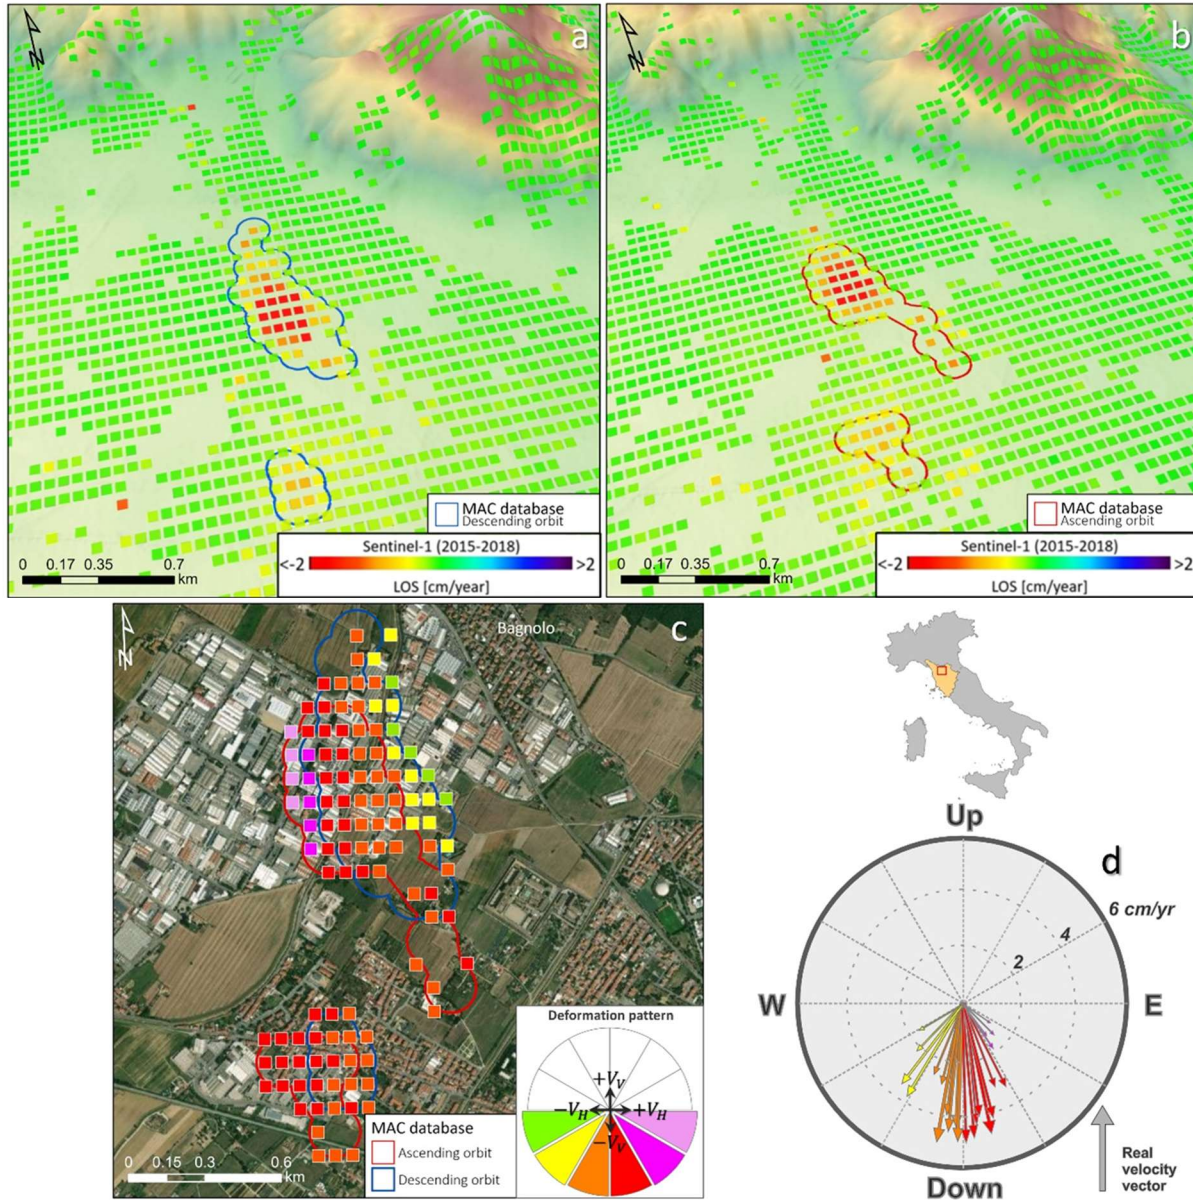 a
N
MAC database
Descending orbit
Sentinel-1 (2015-2018)
<-2 >2
LOS [cm/year]
0 0.17 0.35 0.7
km
b
N
MAC database
Ascending orbit
Sentinel-1 (2015-2018)
<-2 >2
LOS [cm/year]
0 0.17 0.35 0.7
km
c
N
Bagnolo
MAC database
Ascending orbit
Descending orbit
0 0.15 0.3 0.6
km
Deformation pattern
+V_V
-V_H +V_H
-V_V
d
Up
6 cm/yr
4
2
W E
Down
Real
velocity
vector